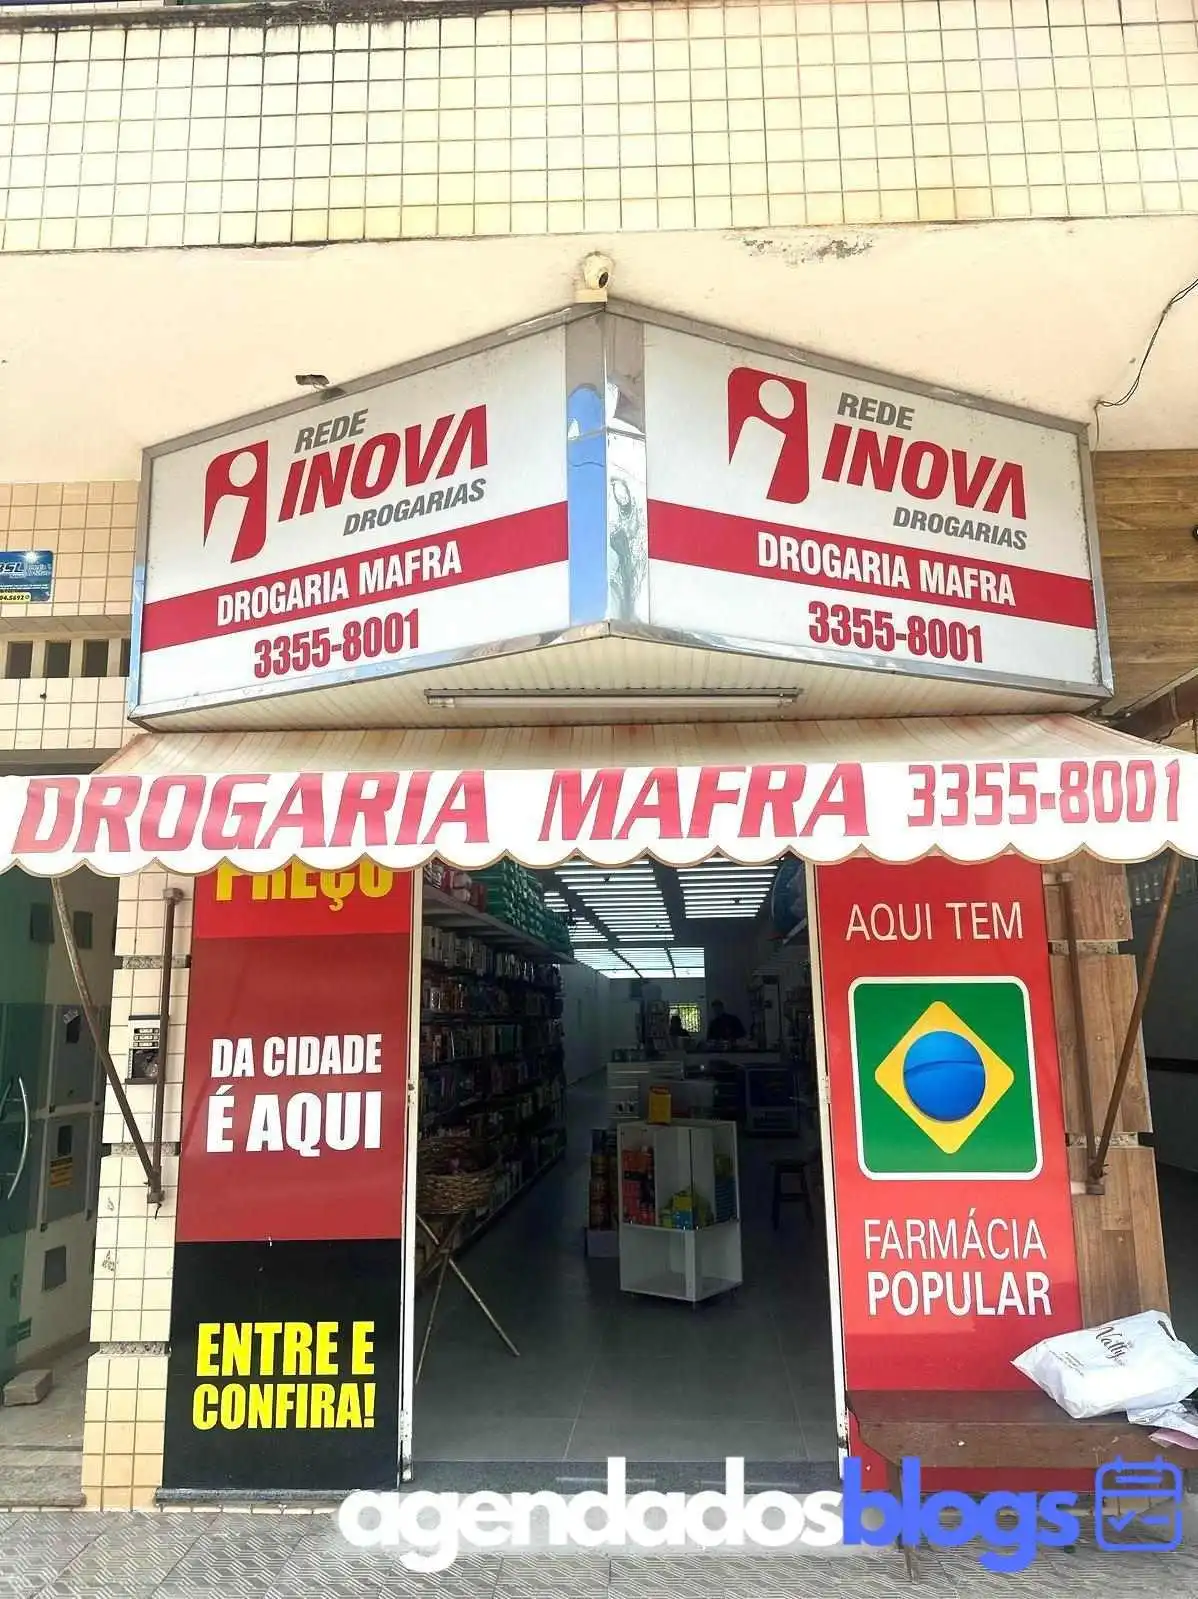 REDE
INOVA
DROGARIAS
DROGARIA MAFRA
3355-8001
REDE
INOVA
DROGARIAS
DROGARIA MAFRA
3355-8001
DROGARIA MAFRA 3355-8001
PREÇO
DA CIDADE
É AQUI
ENTRE E
CONFIRA!
AQUI TEM
FARMÁCIA
POPULAR
Natty
agendadosblogs